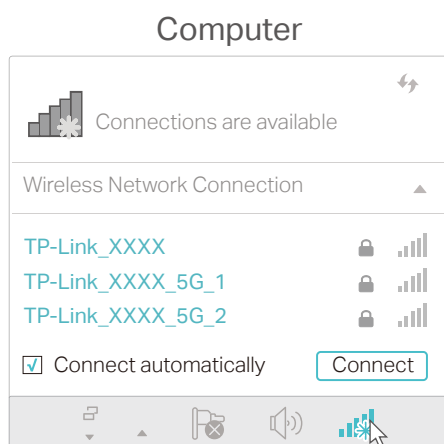 Computer
Connections are available
Wireless Network Connection
TP-Link_XXXX
TP-Link_XXXX_5G_1
TP-Link_XXXX_5G_2
Connect automatically Connect